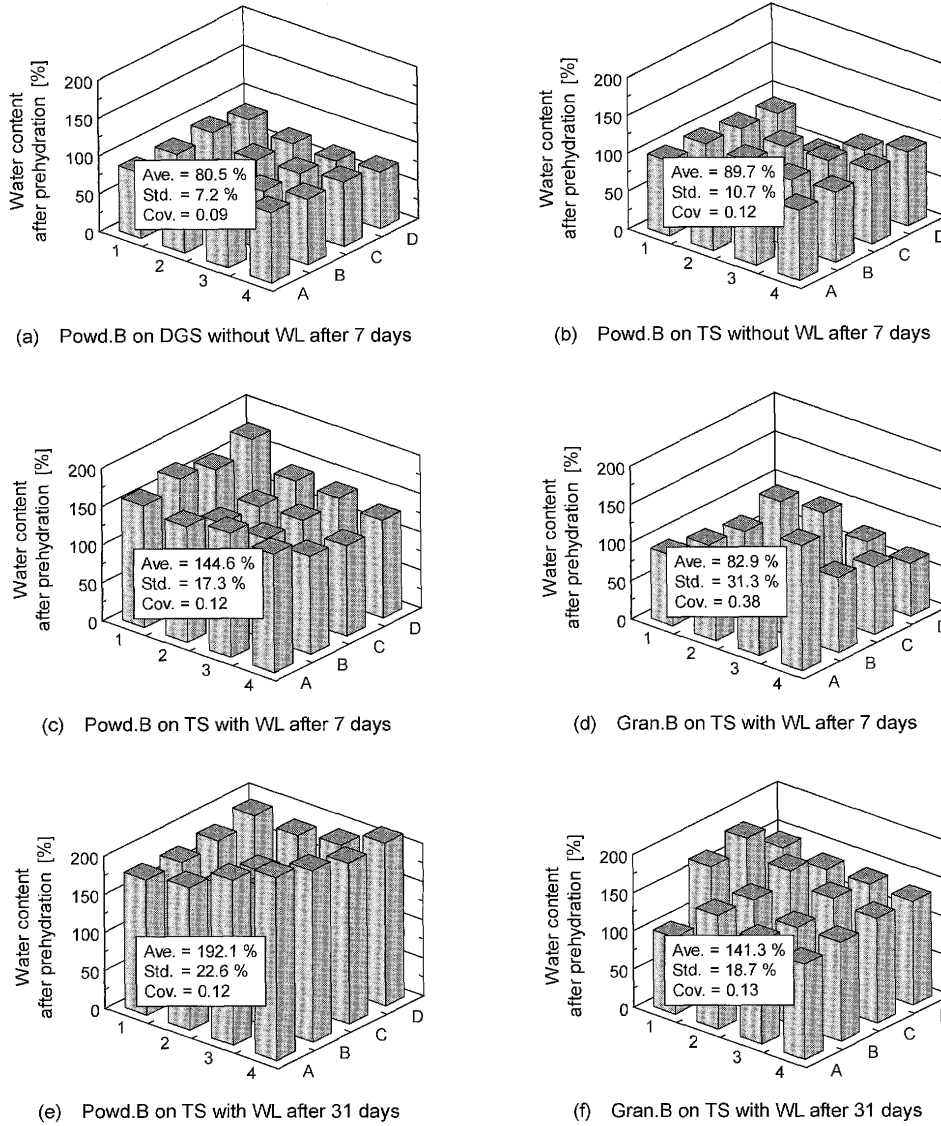 Water content
after prehydration [%]
200
150
100
50
0
Ave. = 80.5 %
Std. = 7.2 %
Cov. = 0.09
1
2
3
4
A
B
C
D
(a) Powd.B on DGS without WL after 7 days
Water content
after prehydration [%]
200
150
100
50
0
Ave. = 89.7 %
Std. = 10.7 %
Cov. = 0.12
1
2
3
4
A
B
C
D
(b) Powd.B on TS without WL after 7 days
Water content
after prehydration [%]
200
150
100
50
0
Ave. = 144.6 %
Std. = 17.3 %
Cov. = 0.12
1
2
3
4
A
B
C
D
(c) Powd.B on TS with WL after 7 days
Water content
after prehydration [%]
200
150
100
50
0
Ave. = 82.9 %
Std. = 31.3 %
Cov. = 0.38
1
2
3
4
A
B
C
D
(d) Gran.B on TS with WL after 7 days
Water content
after prehydration [%]
200
150
100
50
0
Ave. = 192.1 %
Std. = 22.6 %
Cov. = 0.12
1
2
3
4
A
B
C
D
(e) Powd.B on TS with WL after 31 days
Water content
after prehydration [%]
200
150
100
50
0
Ave. = 141.3 %
Std. = 18.7 %
Cov. = 0.13
1
2
3
4
A
B
C
D
(f) Gran.B on TS with WL after 31 days